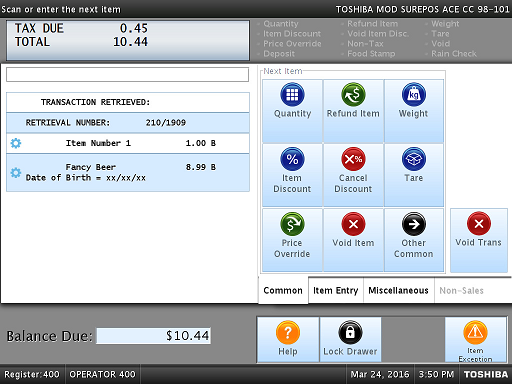 Scan or enter the next item
TOSHIBA MOD SUREPOS ACE CC 98-101
TAX DUE 0.45
TOTAL 10.44
Quantity
Item Discount
Price Override
Deposit
Refund Item
Void Item Disc.
Non-Tax
Food Stamp
Weight
Tare
Void
Rain Check
TRANSACTION RETRIEVED:
RETRIEVAL NUMBER: 210/1909
Item Number 1 1.00 B
Fancy Beer 8.99 B
Date of Birth = xx/xx/xx
Next Item
Quantity
Refund Item
kg
Weight
%
Item
Discount
×%
Cancel
Discount
Tare
$
Price
Override
Void Item
Other
Common
Void Trans
Common
Item Entry
Miscellaneous
Non-Sales
Balance Due: $10.44
?
Help
Lock Drawer
Item
Exception
Register:400
OPERATOR 400
Mar 24, 2016
3:50 PM
TOSHIBA